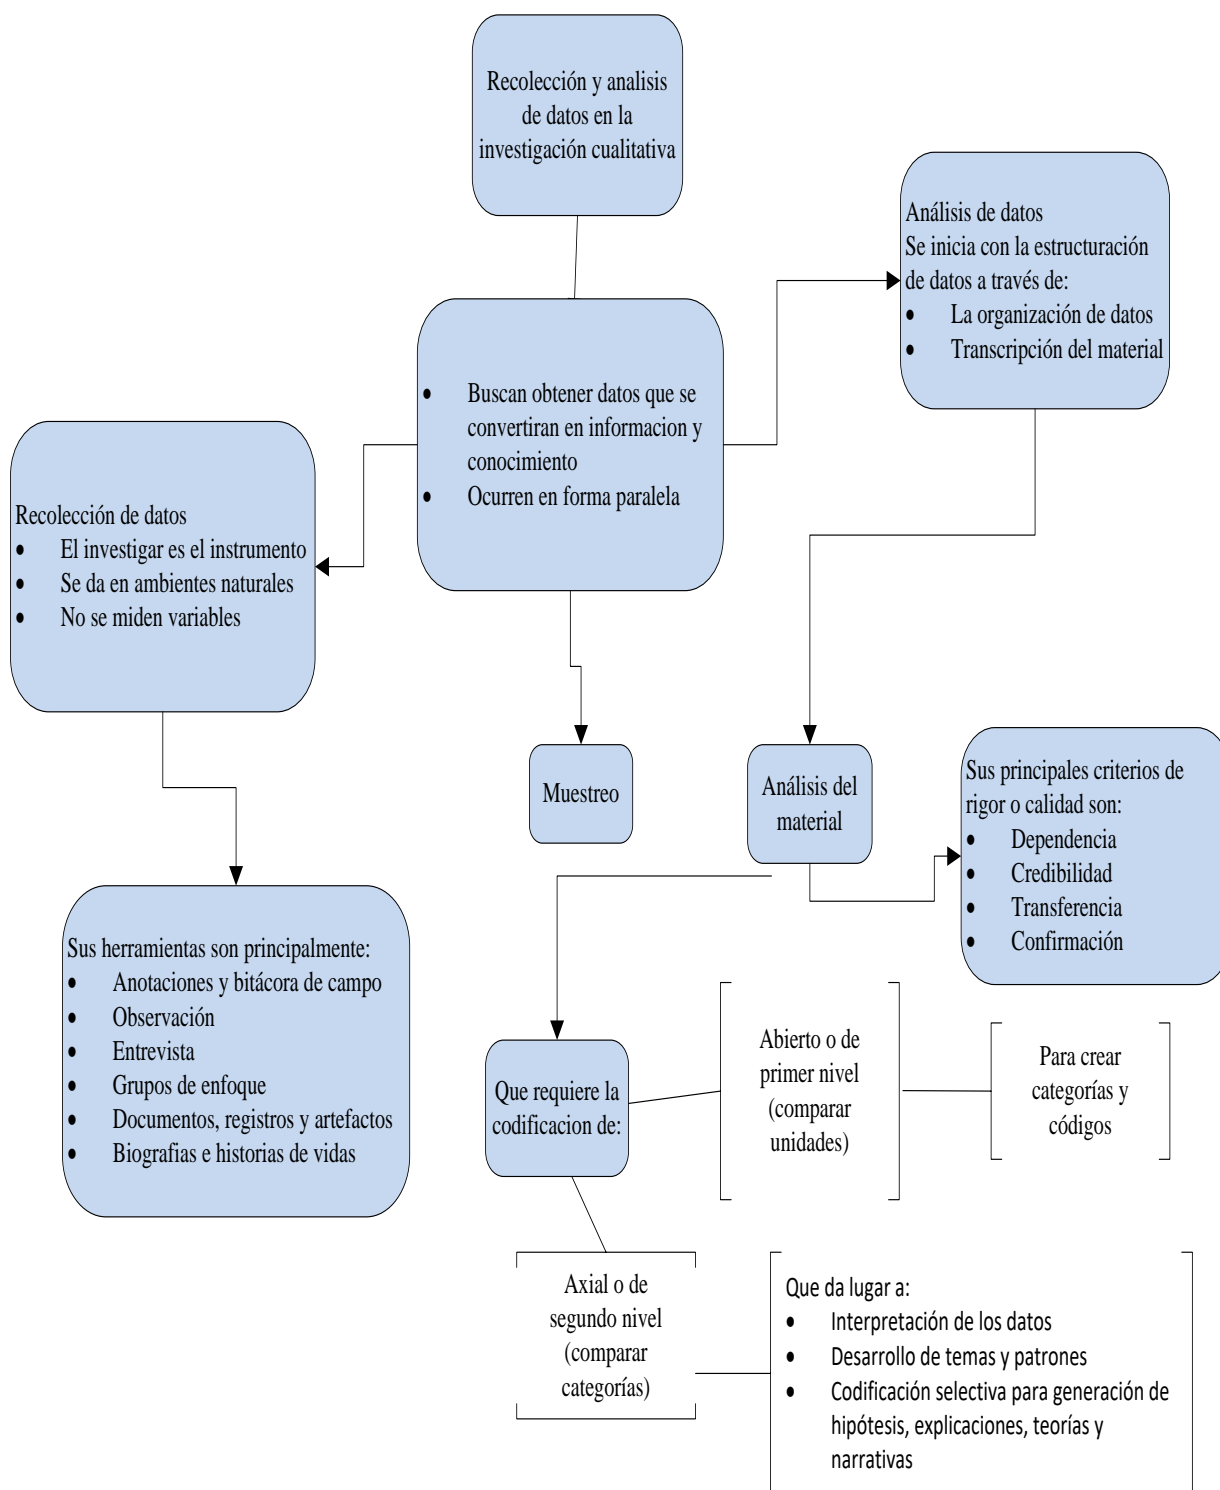 Recolección y analisis
de datos en la
investigación cualitativa
Análisis de datos
Se inicia con la estructuración
de datos a través de:
• La organización de datos
• Transcripción del material
• Buscan obtener datos que se
convertiran en informacion y
conocimiento
• Ocurren en forma paralela
Recolección de datos
• El investigar es el instrumento
• Se da en ambientes naturales
• No se miden variables
Muestreo
Análisis del
material
Sus principales criterios de
rigor o calidad son:
• Dependencia
• Credibilidad
• Transferencia
• Confirmación
Sus herramientas son principalmente:
• Anotaciones y bitácora de campo
• Observación
• Entrevista
• Grupos de enfoque
• Documentos, registros y artefactos
• Biografias e historias de vidas
Que requiere la
codificacion de:
Abierto o de
primer nivel
(comparar
unidades)
Para crear
categorías y
códigos
Axial o de
segundo nivel
(comparar
categorías)
Que da lugar a:
• Interpretación de los datos
• Desarrollo de temas y patrones
• Codificación selectiva para generación de
hipótesis, explicaciones, teorías y
narrativas